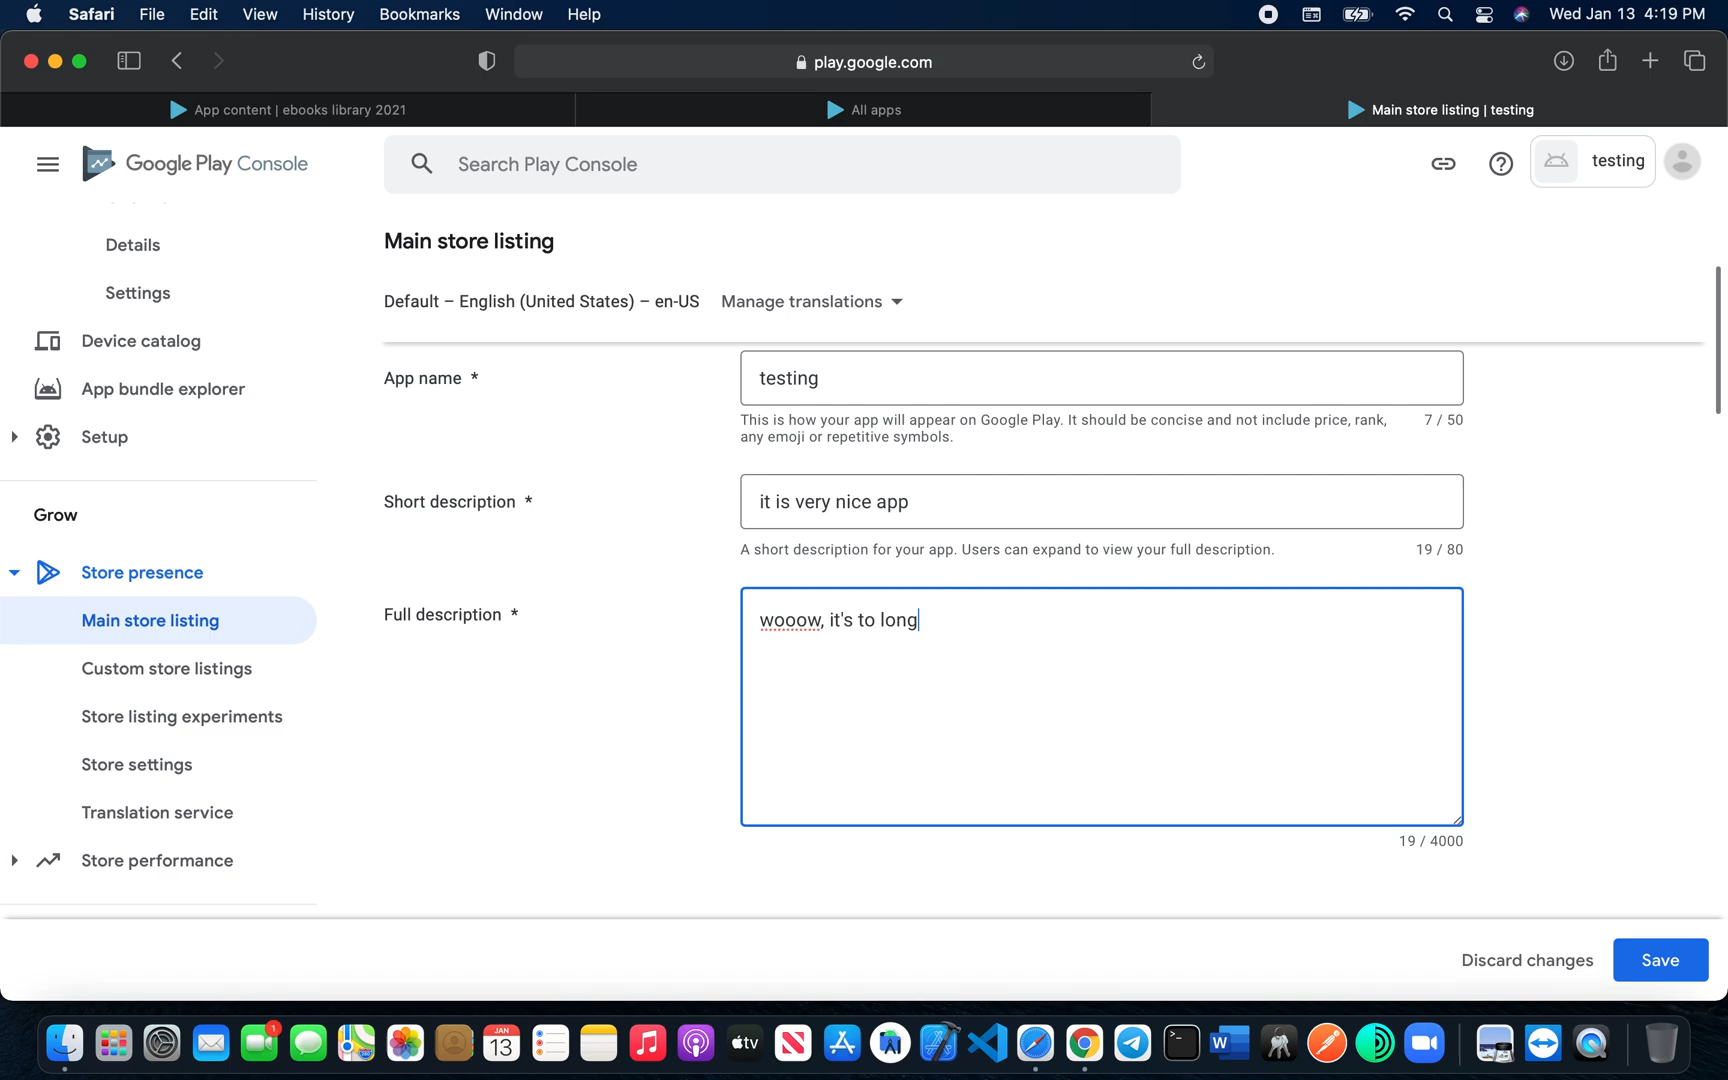 Safari File Edit View History Bookmarks Window Help Wed Jan 13 4:19 PM
play.google.com
App content | ebooks library 2021
All apps
Main store listing | testing
Google Play Console
Search Play Console
testing
Details
Settings
Device catalog
App bundle explorer
Setup
Grow
Store presence
Main store listing
Custom store listings
Store listing experiments
Store settings
Translation service
Store performance
Main store listing
Default – English (United States) – en-US Manage translations
App name *
testing
This is how your app will appear on Google Play. It should be concise and not include price, rank, 7 / 50
any emoji or repetitive symbols.
Short description *
it is very nice app
A short description for your app. Users can expand to view your full description. 19 / 80
Full description *
wooow, it's to long
19 / 4000
Discard changes
Save
1
JAN
13
tv
W